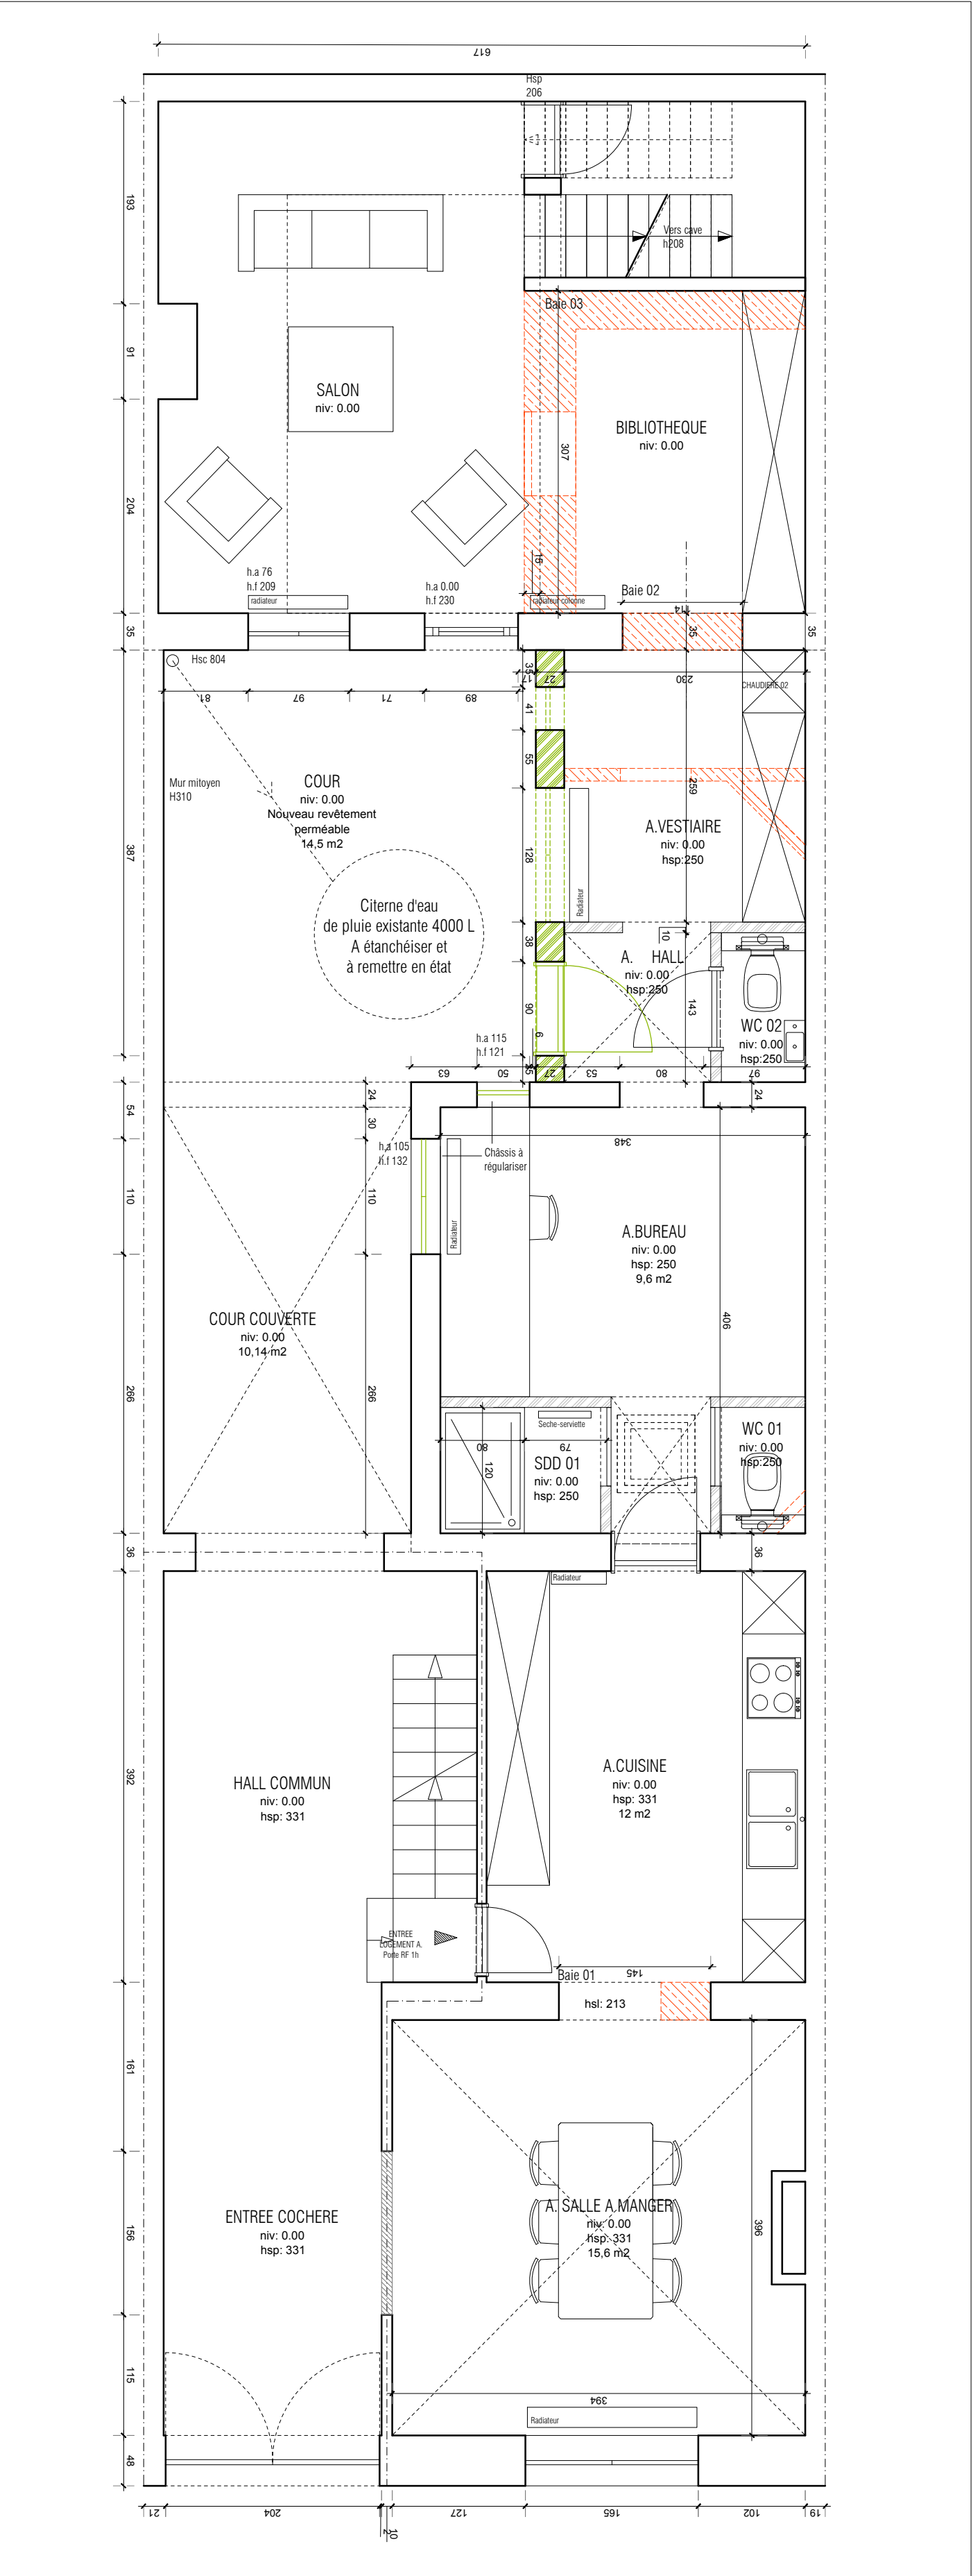 617
Hsp
206
193
Vers cave
h208
Baie 03
91
SALON
niv: 0.00
BIBLIOTHEQUE
niv: 0.00
307
204
15
h.a 76
h.f 209
radiateur
h.a 0.00
h.f 230
radiateur colonne
Baie 02
114
35
35
35
Hsc 804
35
17
27
230
CHAUDIERE 02
81
97
71
89
41
55
Mur mitoyen
H310
COUR
niv: 0.00
Nouveau revêtement
perméable
14,5 m2
259
A.VESTIAIRE
niv: 0.00
hsp:250
387
128
Radiateur
Citerne d'eau
de pluie existante 4000 L
A étanchéiser et
à remettre en état
38
10
A. HALL
niv: 0.00
hsp:250
90
143
WC 02
niv: 0.00
hsp:250
h.a 115
h.f 121
6
63
50
27
53
80
97
54
24
24
30
348
h.a 105
h.f 132
Châssis à
régulariser
110
110
Radiateur
A.BUREAU
niv: 0.00
hsp: 250
9,6 m2
COUR COUVERTE
niv: 0.00
10,14 m2
406
266
266
Seche-serviette
80
79
120
SDD 01
niv: 0.00
hsp: 250
WC 01
niv: 0.00
hsp:250
36
36
Radiateur
392
HALL COMMUN
niv: 0.00
hsp: 331
A.CUISINE
niv: 0.00
hsp: 331
12 m2
ENTREE
LOGEMENT A.
Porte RF 1h
Baie 01
145
hsl: 213
161
156
ENTREE COCHERE
niv: 0.00
hsp: 331
A. SALLE A.MANGER
niv: 0.00
hsp: 331
15,6 m2
396
115
394
Radiateur
48
21
204
2
10
127
165
102
19